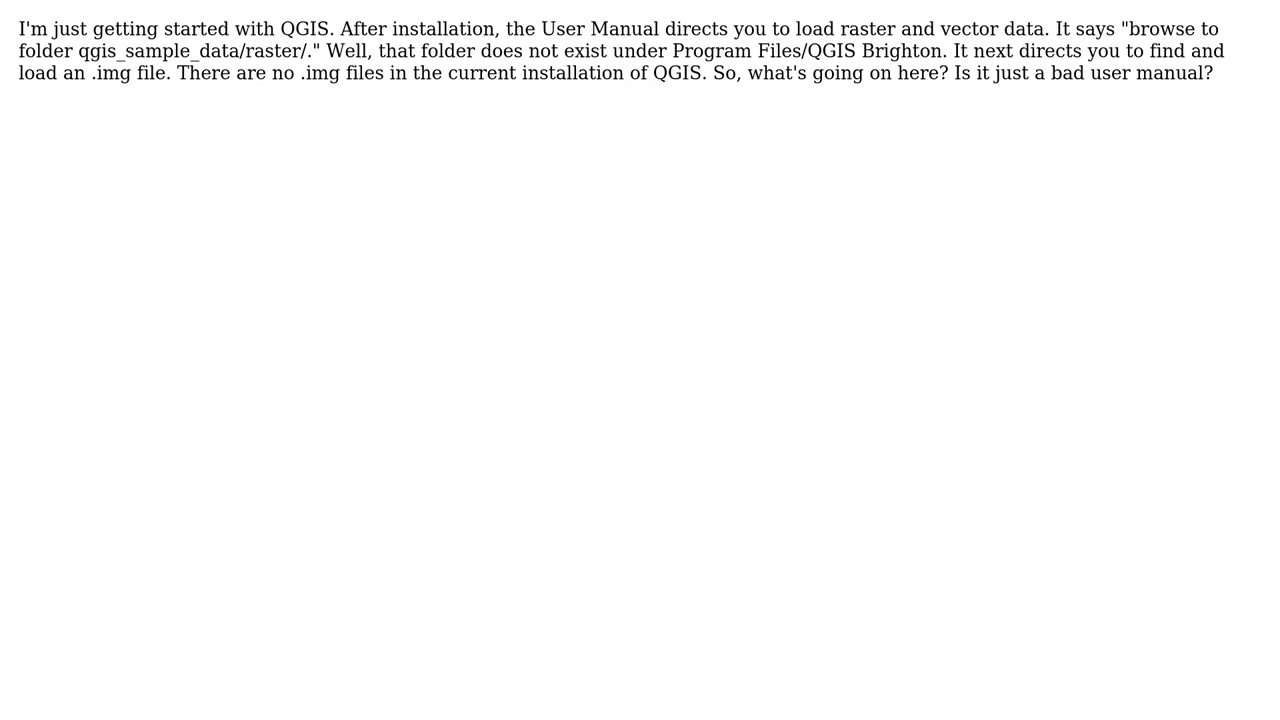 I'm just getting started with QGIS. After installation, the User Manual directs you to load raster and vector data. It says "browse to
folder qgis_sample_data/raster/." Well, that folder does not exist under Program Files/QGIS Brighton. It next directs you to find and
load an .img file. There are no .img files in the current installation of QGIS. So, what's going on here? Is it just a bad user manual?